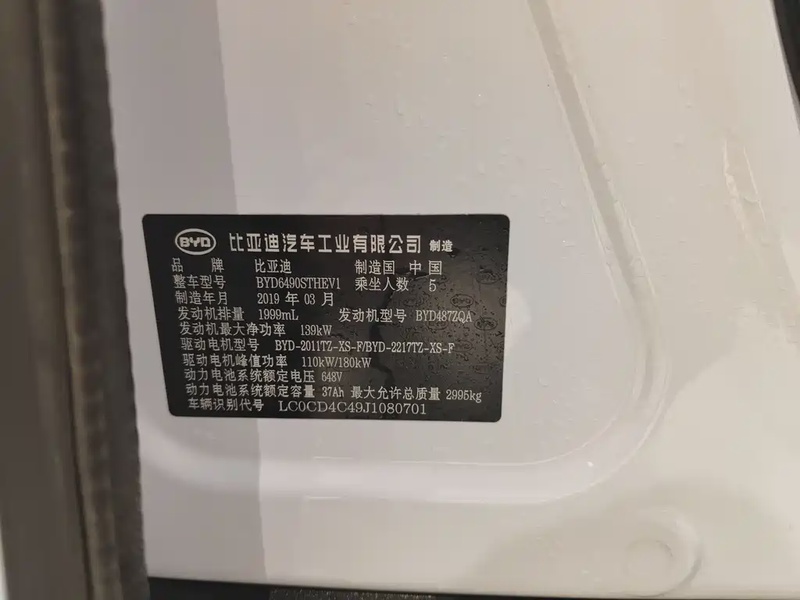 BYD 比亚迪汽车工业有限公司 制造
品牌 比亚迪 制造国 中国
整车型号 BYD6490STHEV1 乘坐人数 5
制造年月 2019 年 03 月
发动机排量 1999mL 发动机型号 BYD487ZQA
发动机最大净功率 139kW
驱动电机型号 BYD-2011TZ-XS-F/BYD-2217TZ-XS-F
驱动电机峰值功率 110kW/180kW
动力电池系统额定电压 648V
动力电池系统额定容量 37Ah 最大允许总质量 2995kg
车辆识别代号 LC0CD4C49J1080701